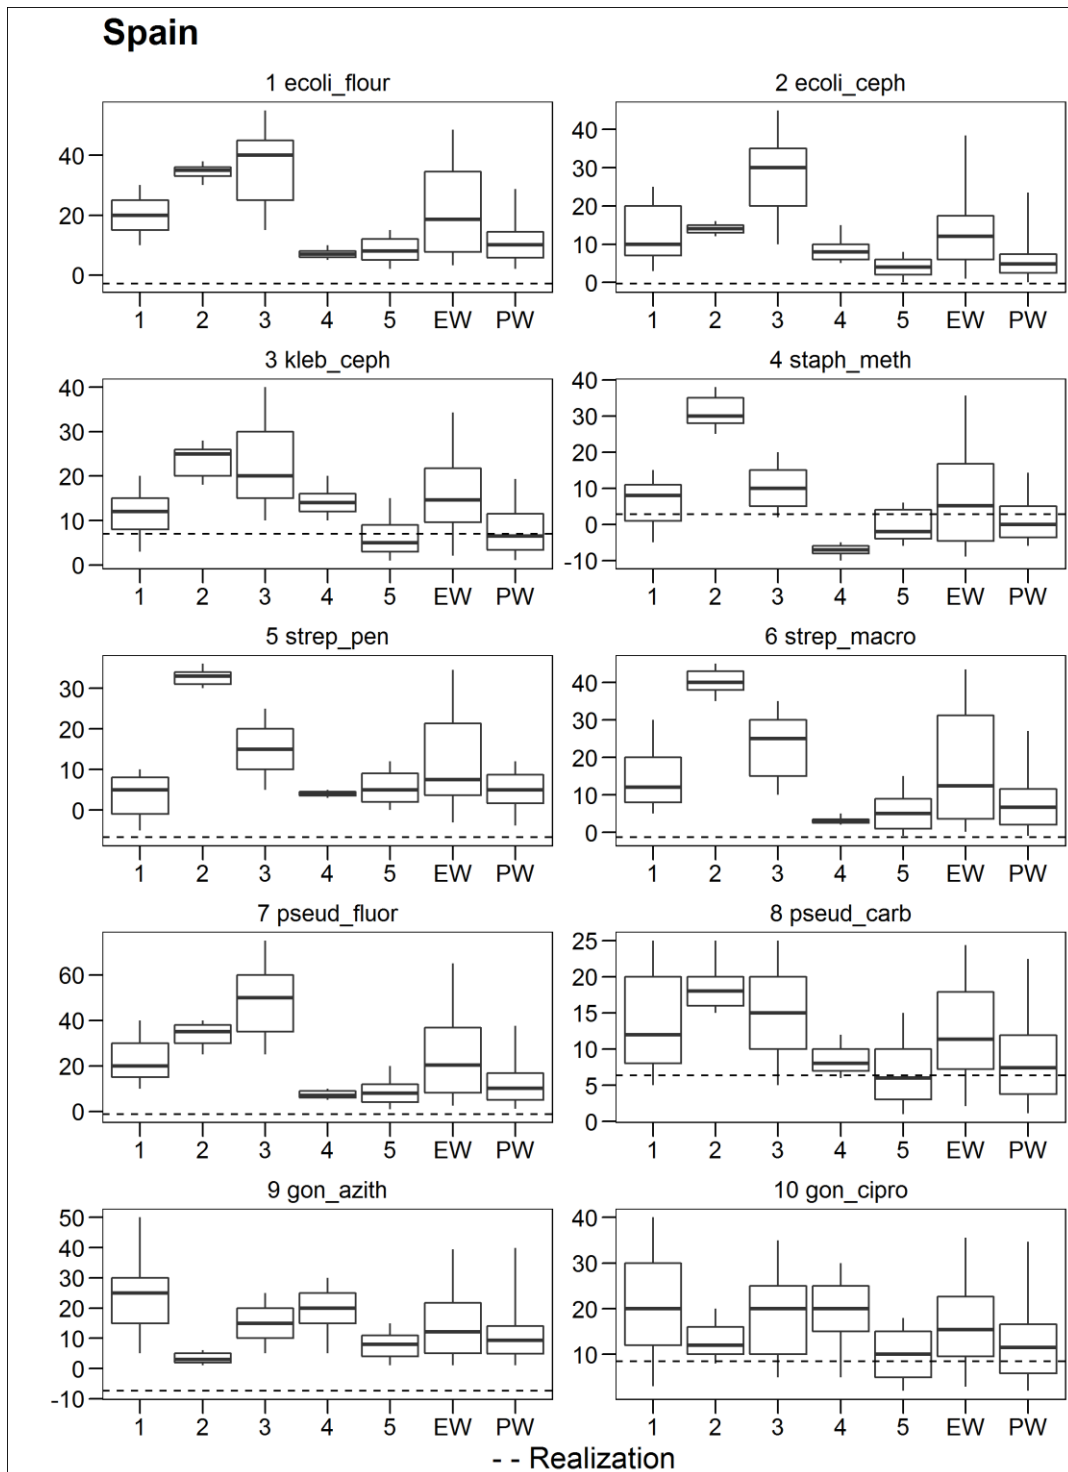 Spain
1 ecoli_flour
40
20
0
1 2 3 4 5 EW PW
2 ecoli_ceph
40
30
20
10
0
1 2 3 4 5 EW PW
3 kleb_ceph
40
30
20
10
0
1 2 3 4 5 EW PW
4 staph_meth
40
30
20
10
0
-10
1 2 3 4 5 EW PW
5 strep_pen
30
20
10
0
1 2 3 4 5 EW PW
6 strep_macro
40
30
20
10
0
1 2 3 4 5 EW PW
7 pseud_fluor
60
40
20
0
1 2 3 4 5 EW PW
8 pseud_carb
25
20
15
10
5
0
1 2 3 4 5 EW PW
9 gon_azith
50
40
30
20
10
0
-10
1 2 3 4 5 EW PW
10 gon_cipro
40
30
20
10
1 2 3 4 5 EW PW
- - Realization